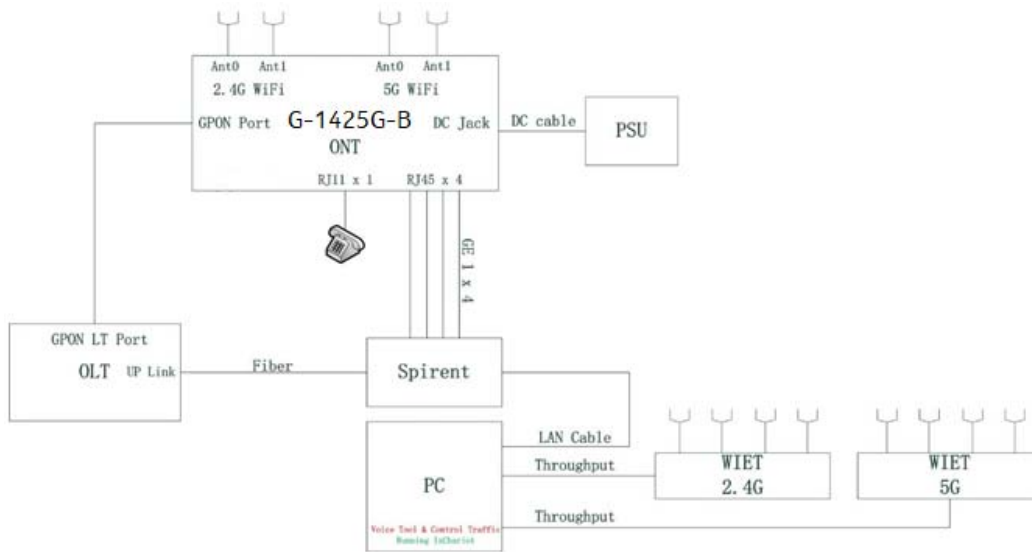 Ant0 Ant1 Ant0 Ant1
2.4G WiFi 5G WiFi
GPON Port G-1425G-B DC Jack DC cable PSU
ONT
RJ11 x 1 RJ45 x 4
GE 1 x 4
GPON LT Port
OLT UP Link Fiber Spirent
LAN Cable
Throughput
WIET
2.4G
WIET
5G
PC
Throughput
Voice Tool & Control Traffic
Running IxChariot